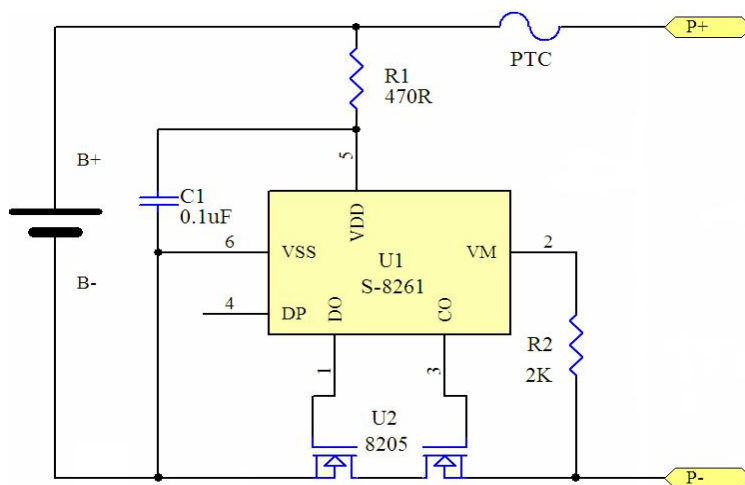 P+
PTC
R1
470R
5
B+
C1
0.1uF
VDD
6
VSS
U1
S-8261
VM
2
B-
4
DP
DO
CO
R2
2K
1
3
U2
8205
P-